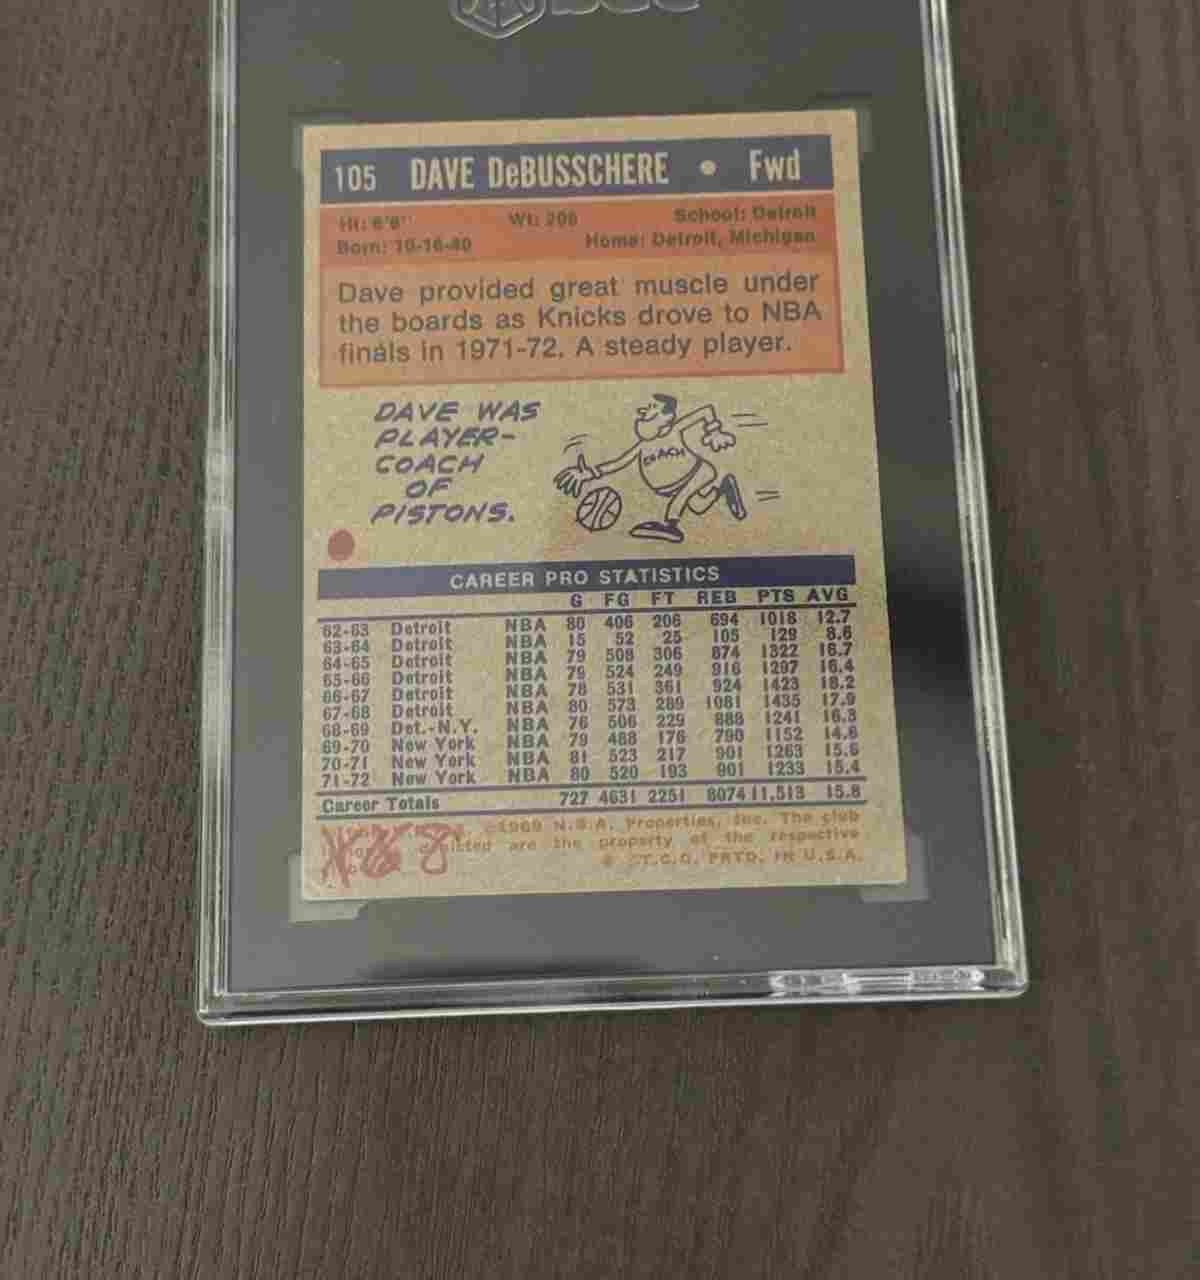 105 DAVE DeBUSSCHERE • Fwd
Ht: 6'6" Wt: 206 School: Detroit
Born: 10-16-40 Home: Detroit, Michigan
Dave provided great muscle under
the boards as Knicks drove to NBA
finals in 1971-72. A steady player.
DAVE WAS
PLAYER-
COACH
OF
PISTONS.
COACH
CAREER PRO STATISTICS
G FG FT REB PTS AVG
62-63 Detroit NBA 80 406 206 694 1018 12.7
63-64 Detroit NBA 15 52 25 105 129 8.6
64-65 Detroit NBA 79 508 306 874 1322 16.7
65-66 Detroit NBA 79 524 249 916 1297 16.4
66-67 Detroit NBA 78 531 361 924 1423 18.2
67-68 Detroit NBA 80 573 289 1081 1435 17.9
68-69 Det.-N.Y. NBA 76 506 229 888 1241 16.3
69-70 New York NBA 79 488 176 790 1152 14.6
70-71 New York NBA 81 523 217 901 1263 15.6
71-72 New York NBA 80 520 193 901 1233 15.4
Career Totals 727 4631 2251 8074 11,513 15.8
©1969 N.B.A. Properties, Inc. The club
are the property of the respective
© T.C.G. PRTD. IN U.S.A.